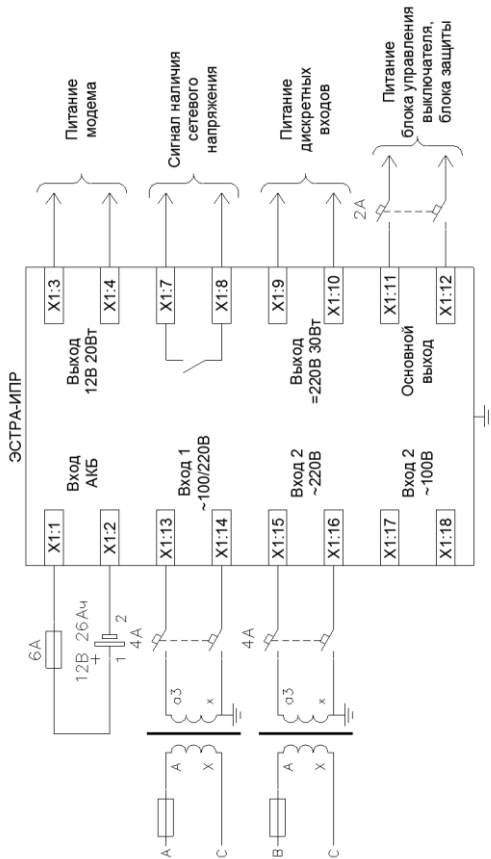 ЭСТРА-ИПР
6А
12В 26Ач
+
1
2
X1:1
X1:2
Вход
АКБ
Выход
12В 20Вт
X1:3
X1:4
Питание
модема
А
С
А
Х
а3
х
4А
X1:13
X1:14
Вход 1
~100/220В
X1:7
X1:8
Сигнал наличия
сетевого
напряжения
В
С
А
Х
а3
х
4А
X1:15
X1:16
Вход 2
~220В
Выход
=220В 30Вт
X1:9
X1:10
Питание
дискретных
входов
X1:17
X1:18
Вход 2
~100В
Основной
выход
X1:11
X1:12
2А
Питание
блока управления
выключателя,
блока защиты